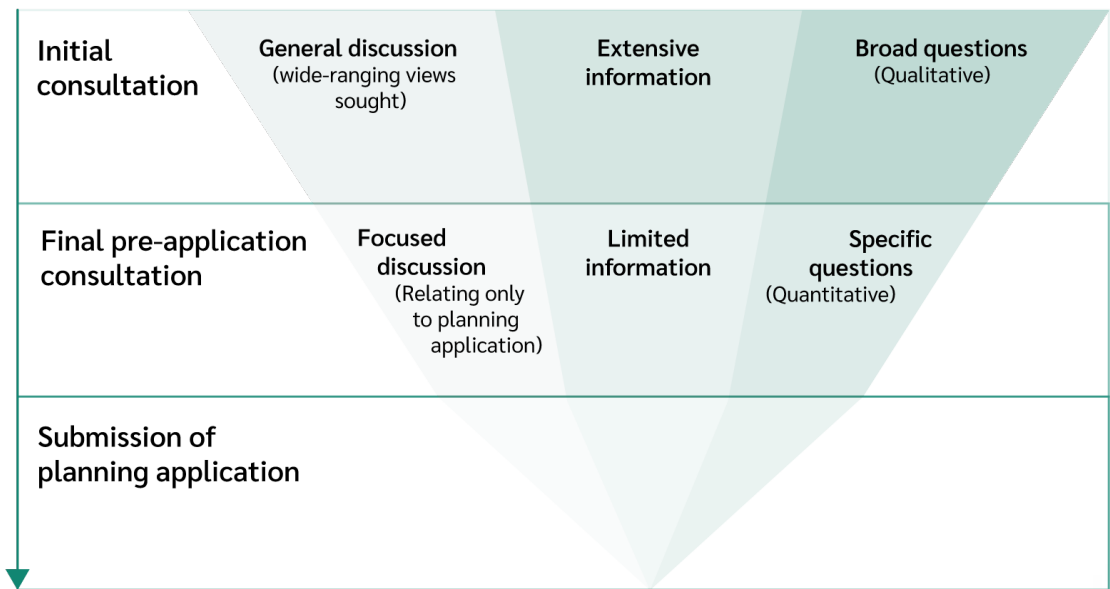 Initial
consultation
General discussion
(wide-ranging views
sought)
Extensive
information
Broad questions
(Qualitative)
Final pre-application
consultation
Focused
discussion
(Relating only
to planning
application)
Limited
information
Specific
questions
(Quantitative)
Submission of
planning application